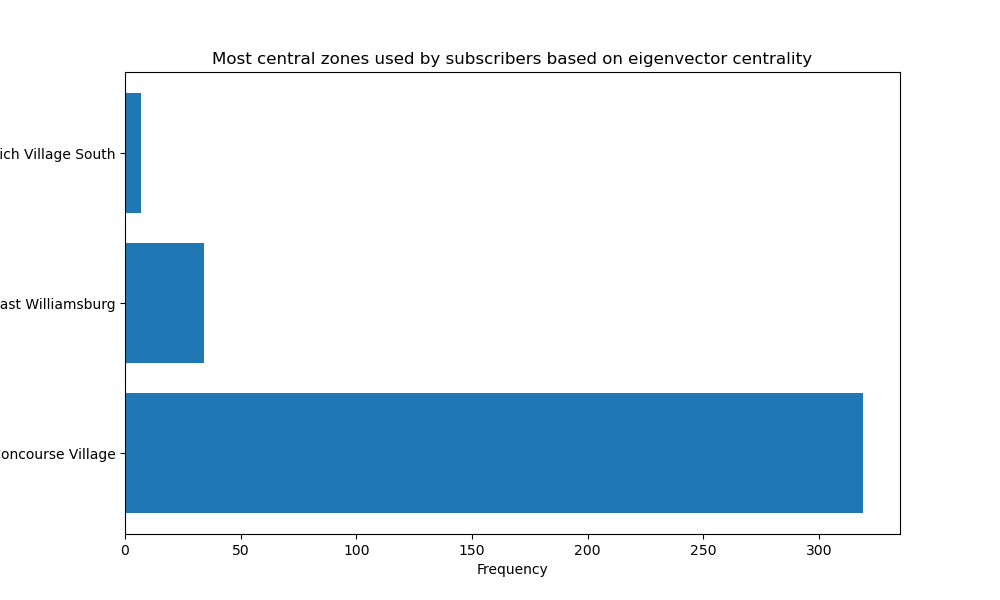 Most central zones used by subscribers based on eigenvector centrality
ich Village South
ast Williamsburg
oncourse Village
0 50 100 150 200 250 300
Frequency